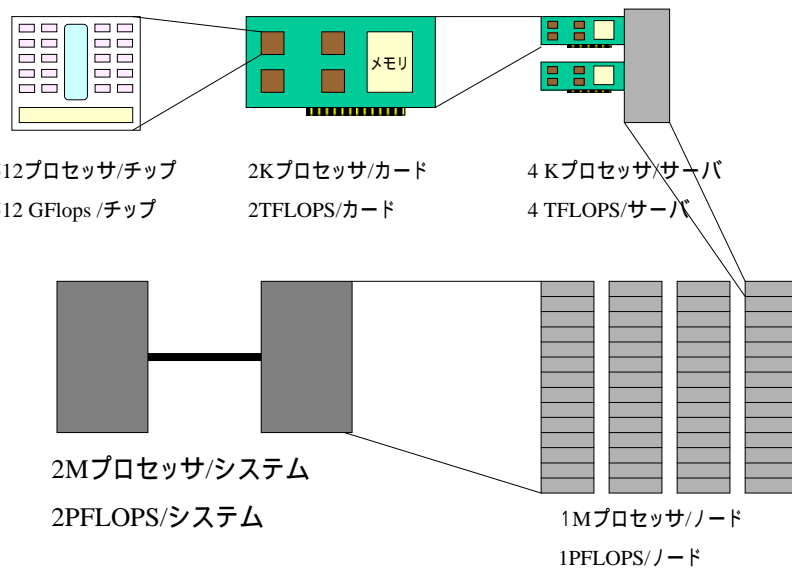 メモリ
12プロセッサ/チップ
12 GFlops /チップ
2Kプロセッサ/カード
2TFLOPS/カード
4 Kプロセッサ/サーバ
4 TFLOPS/サーバ
2Mプロセッサ/システム
2PFLOPS/システム
1Mプロセッサ/ノード
1PFLOPS/ノード